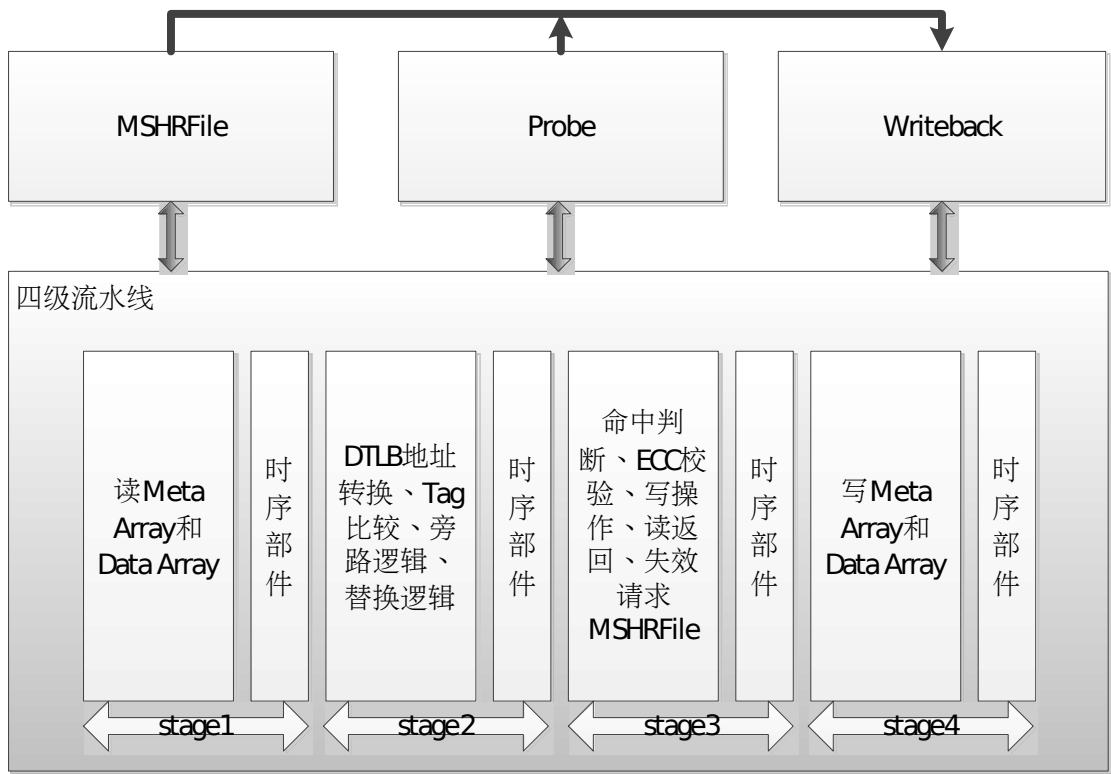 MSHRFile
Probe
Writeback
四级流水线
读Meta
Array和
Data Array
时
序
部
件
DTLB地址
转换、Tag
比较、旁
路逻辑、
替换逻辑
时
序
部
件
命中判
断、ECC校
验、写操
作、读返
回、失效
请求
MSHRFile
时
序
部
件
写Meta
Array和
Data Array
时
序
部
件
stage1
stage2
stage3
stage4